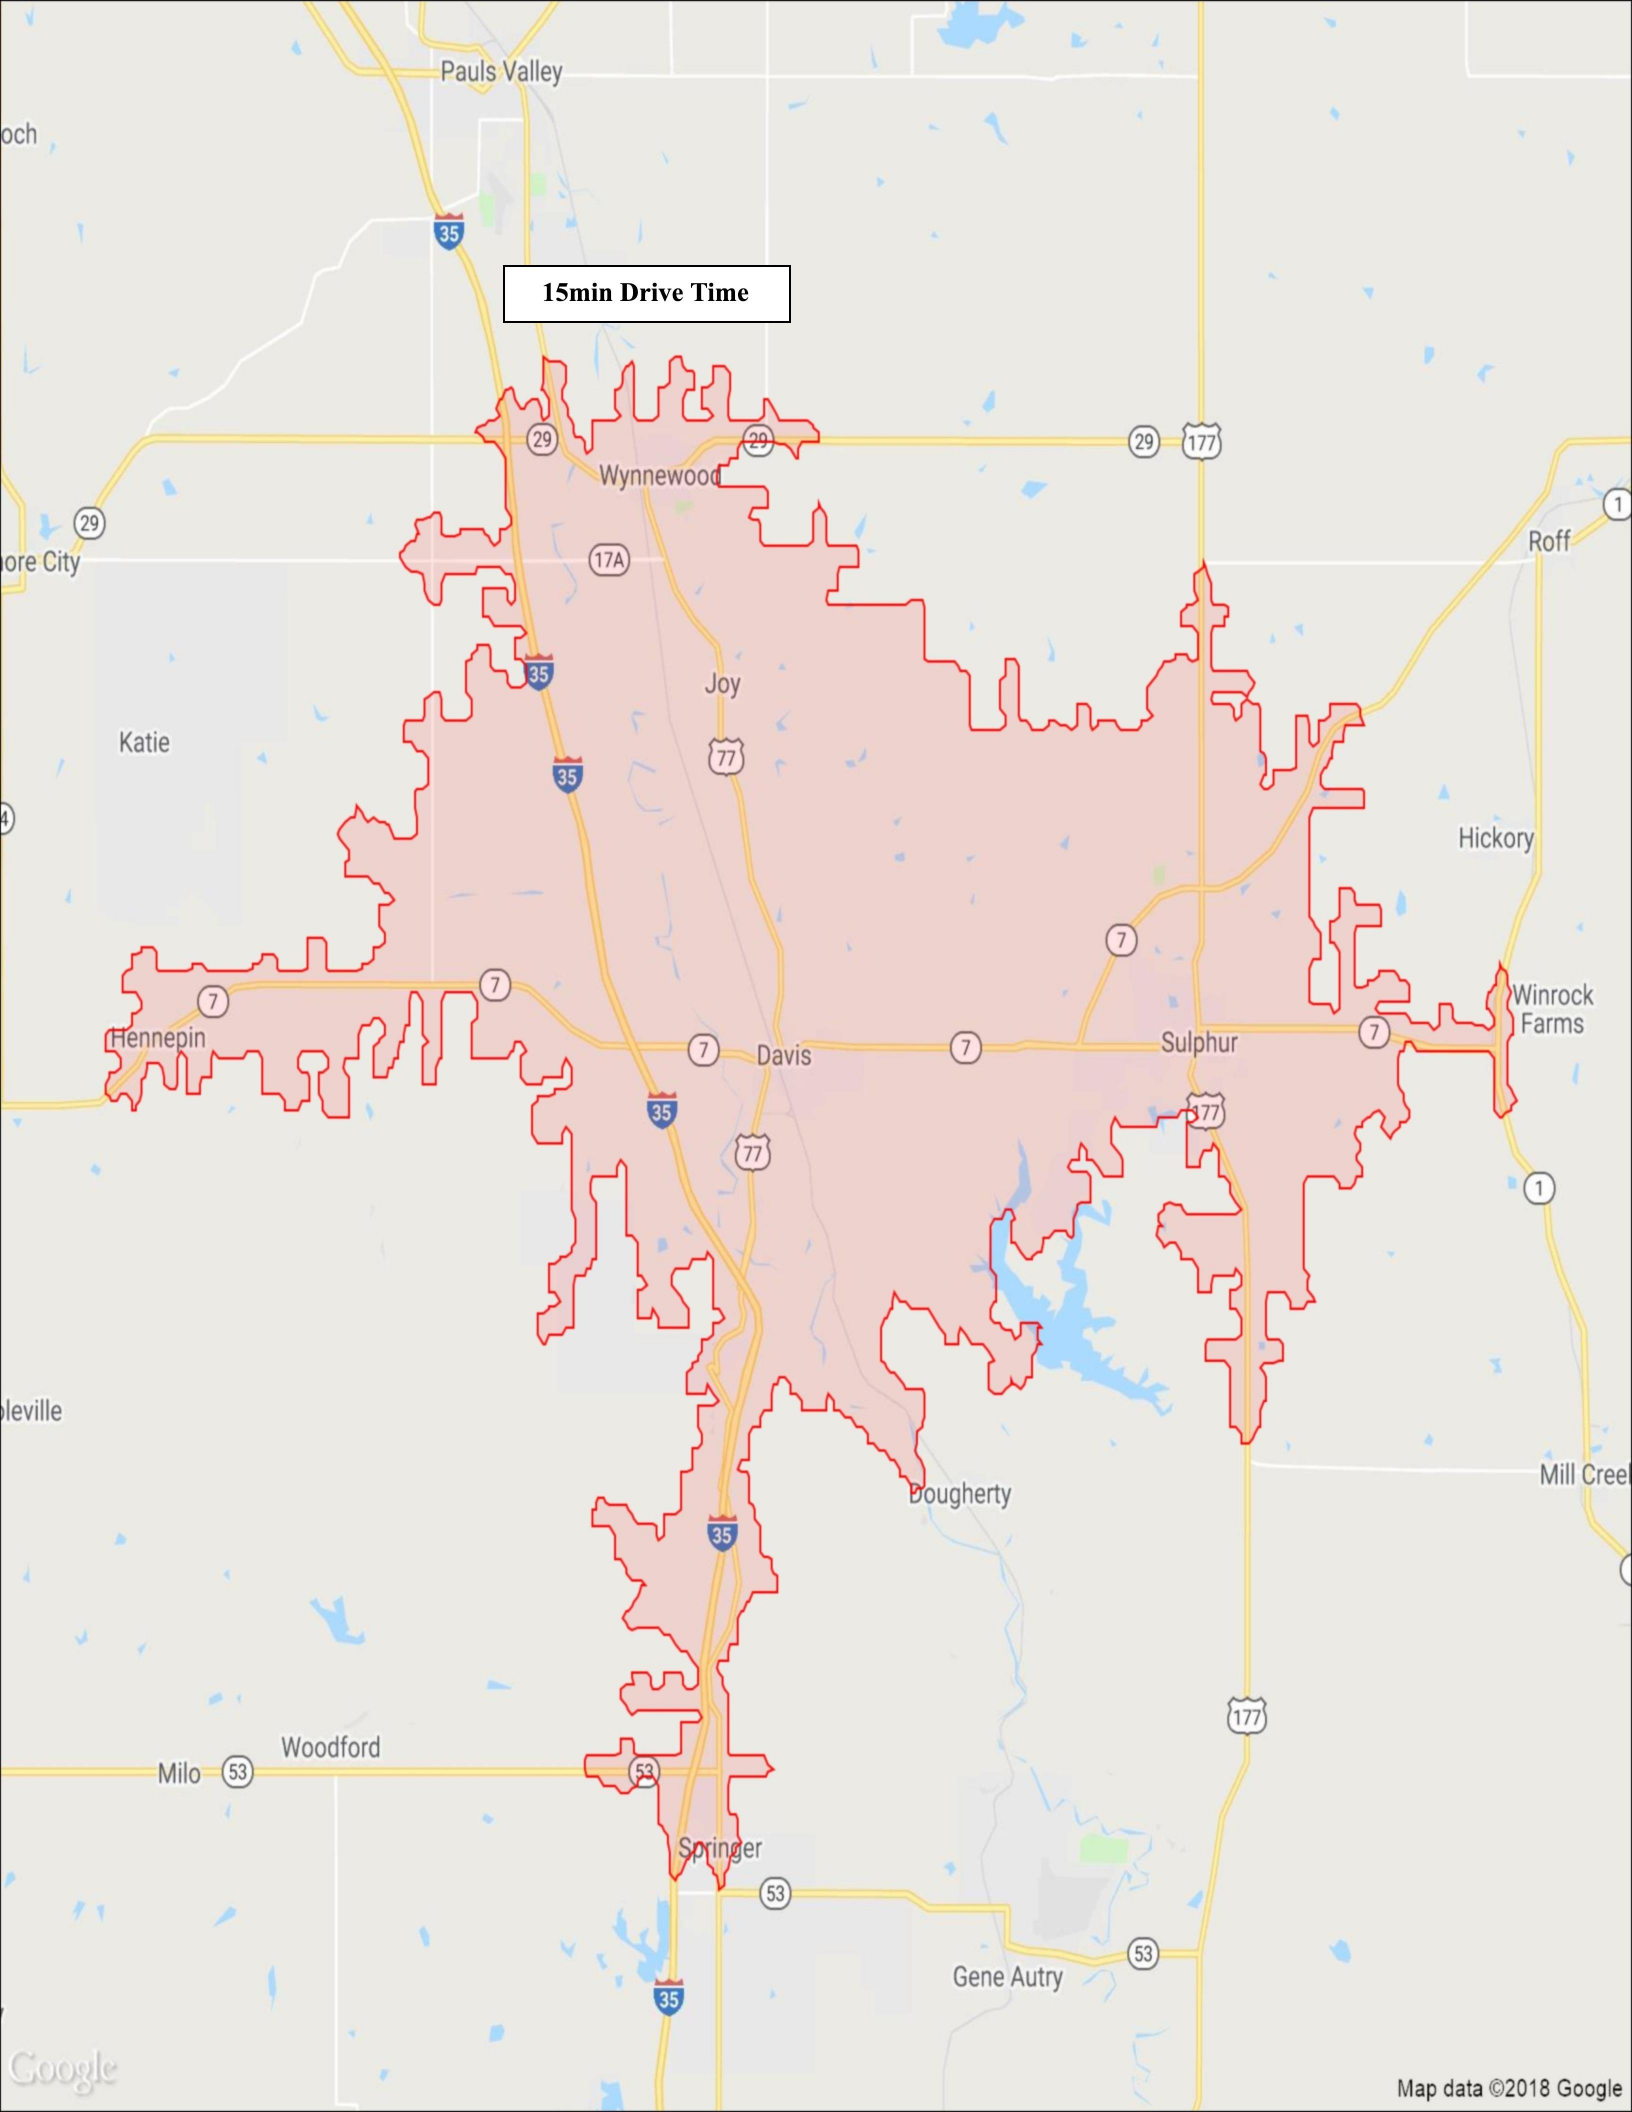 Pauls Valley
och
35
15min Drive Time
29
29
29
177
Wynnewood
29
1
Roff
ore City
17A
35
Joy
Katie
77
35
4
Hickory
7
7
7
Winrock
Farms
Hennepin
7
Davis
7
Sulphur
7
35
177
77
1
leville
Mill Cree
Dougherty
35
177
Woodford
Milo
53
53
Springer
53
53
Gene Autry
35
Google
Map data ©2018 Google